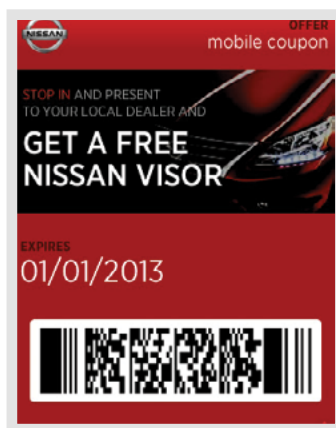 NISSAN
OFFER
mobile coupon
STOP IN AND PRESENT
TO YOUR LOCAL DEALER AND
GET A FREE
NISSAN VISOR
EXPIRES
01/01/2013